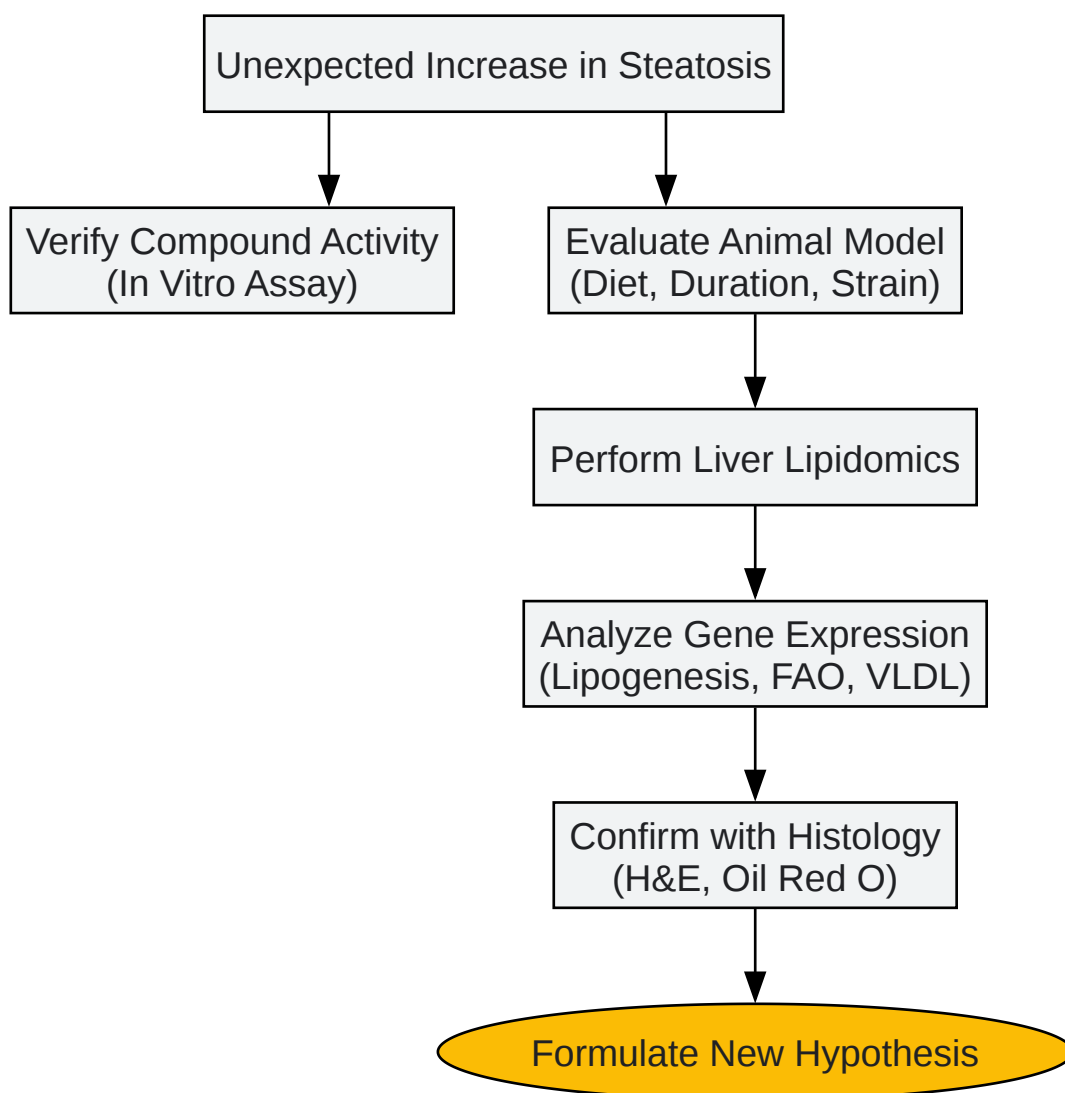 Unexpected Increase in Steatosis
Verify Compound Activity
(In Vitro Assay)
Evaluate Animal Model
(Diet, Duration, Strain)
Perform Liver Lipidomics
Analyze Gene Expression
(Lipogenesis, FAO, VLDL)
Confirm with Histology
(H&E, Oil Red O)
Formulate New Hypothesis